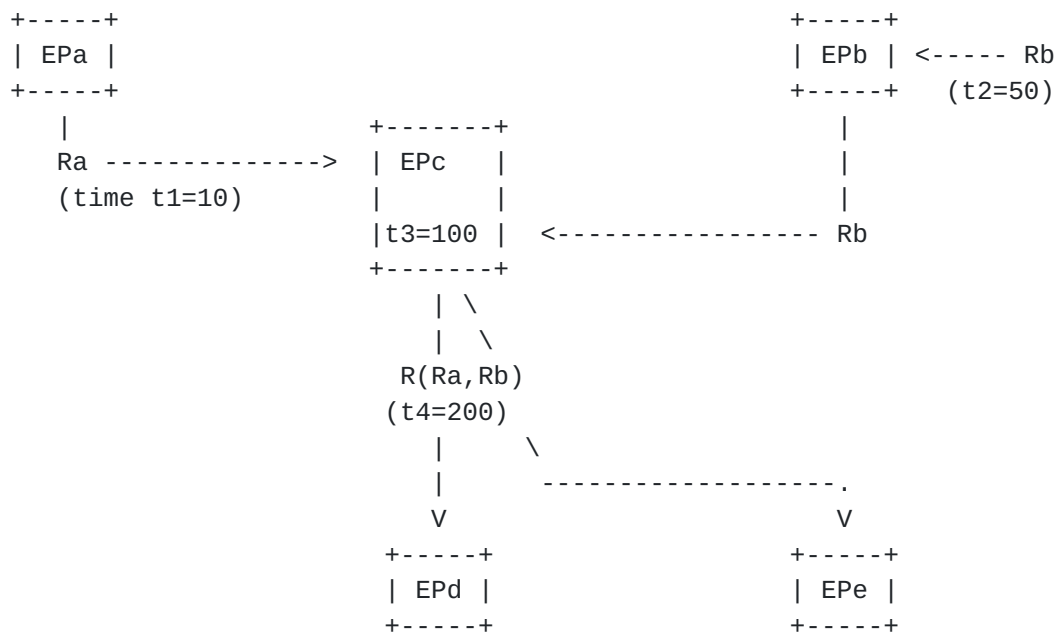 +-----+                                        +-----+
| EPa |                                        | EPb | <----- Rb
+-----+                                        +-----+   (t2=50)
   |                  +-------+                   |
   Ra -------------->  | EPc   |                   |
   (time t1=10)       |       |                   |
                      |t3=100 |  <----------------- Rb
                      +-------+
                          | \
                          |  \
                        R(Ra,Rb)
                       (t4=200)
                          |     \
                          |      -------------------.
                          V                         V
                       +-----+                   +-----+
                       | EPd |                   | EPe |
                       +-----+                   +-----+